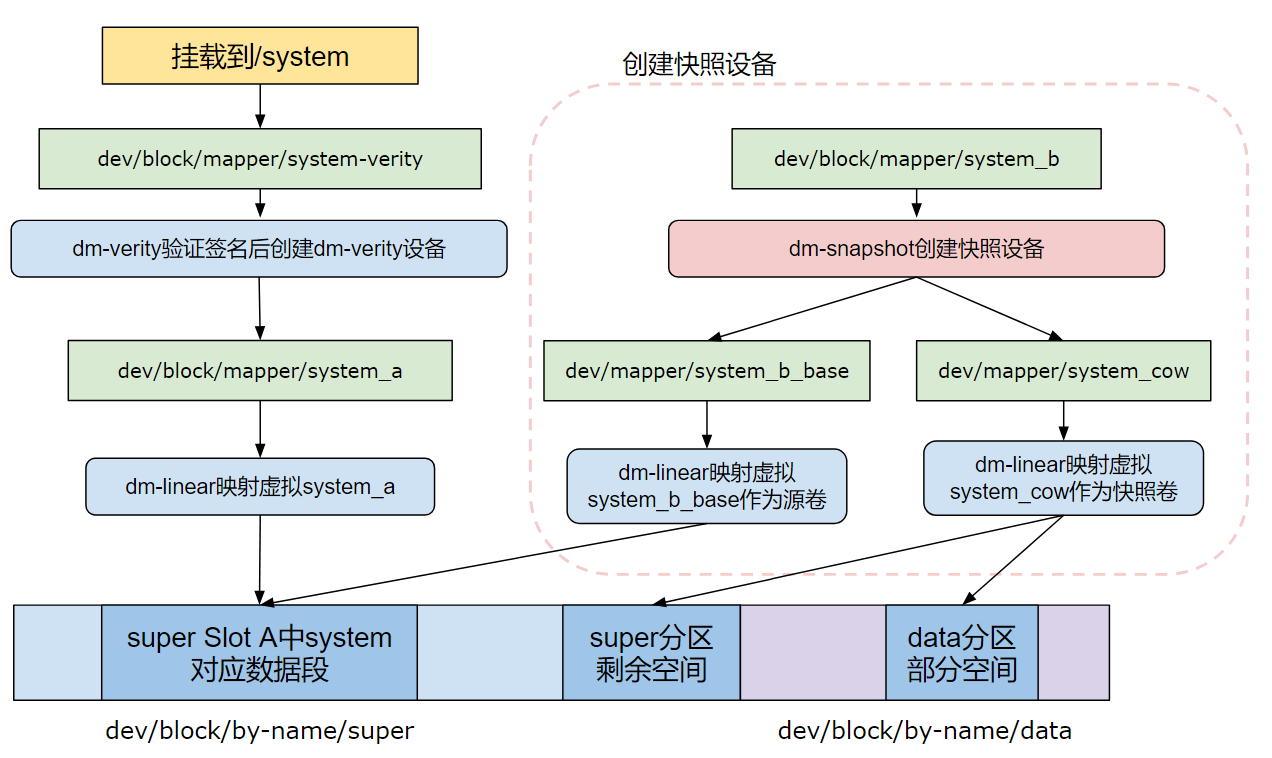 挂载到/system
创建快照设备
dev/block/mapper/system-verity
dev/block/mapper/system_b
dm-verity验证签名后创建dm-verity设备
dm-snapshot创建快照设备
dev/block/mapper/system_a
dev/mapper/system_b_base
dev/mapper/system_cow
dm-linear映射虚拟system_a
dm-linear映射虚拟
system_b_base作为源卷
dm-linear映射虚拟
system_cow作为快照卷
super Slot A中system
对应数据段
super分区
剩余空间
data分区
部分空间
dev/block/by-name/super
dev/block/by-name/data